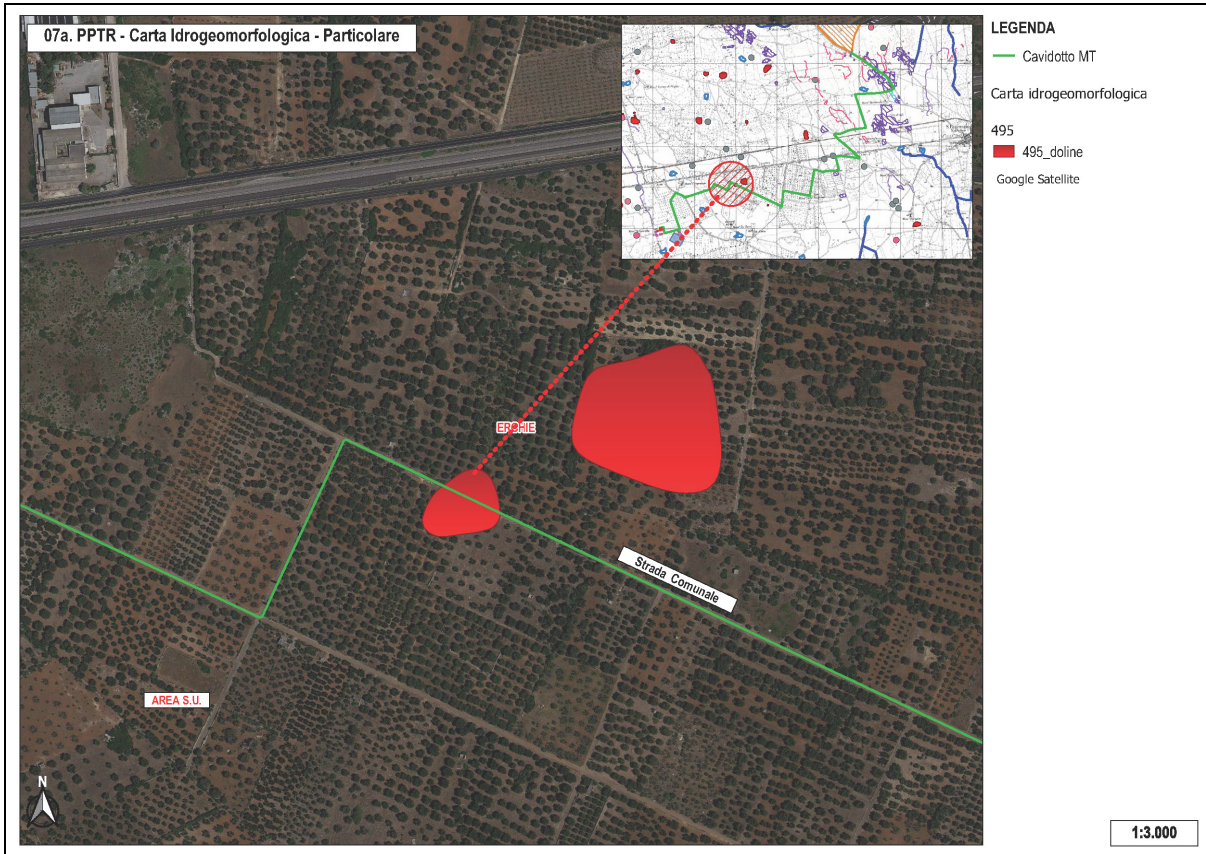 07a. PPTR - Carta Idrogeomorfologica - Particolare
LEGENDA
Cavidotto MT
Carta idrogeomorfologica
495
495_doline
Google Satellite
ERCHIE
Strada Comunale
AREA S.U.
N
1:3.000